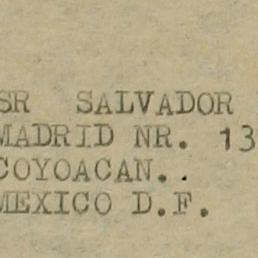 SR SALVADOR
MADRID NR. 13
COYOACAN..
MEXICO D.F.